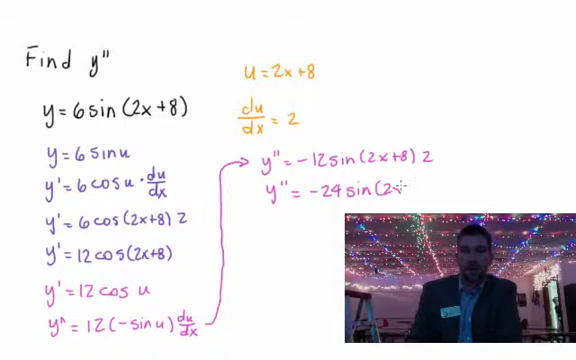 Find y"
y = 6 sin(2x+8)
y = 6 sin u
y' = 6 cos u · du/dx
y' = 6 cos(2x+8) 2
y' = 12 cos(2x+8)
y' = 12 cos u
y" = 12(-sin u) du/dx
u = 2x+8
du/dx = 2
y" = -12 sin(2x+8) 2
y" = -24 sin(2x